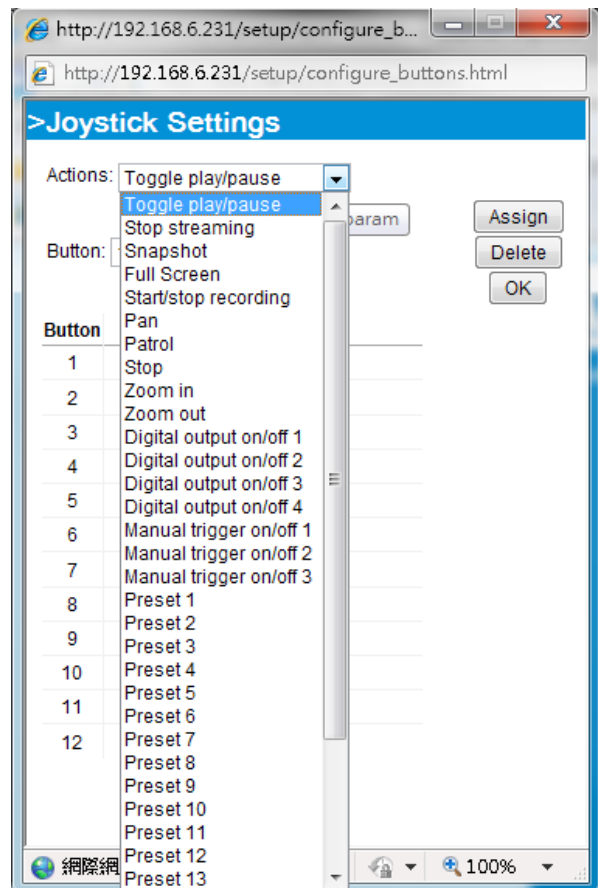 http://192.168.6.231/setup/configure_b...
http://192.168.6.231/setup/configure_buttons.html
>Joystick Settings
Actions: Toggle play/pause
Toggle play/pause
Stop streaming
Snapshot
Full Screen
Start/stop recording
Pan
Patrol
Stop
Zoom in
Zoom out
Digital output on/off 1
Digital output on/off 2
Digital output on/off 3
Digital output on/off 4
Manual trigger on/off 1
Manual trigger on/off 2
Manual trigger on/off 3
Preset 1
Preset 2
Preset 3
Preset 4
Preset 5
Preset 6
Preset 7
Preset 8
Preset 9
Preset 10
Preset 11
Preset 12
Preset 13
param
Assign
Button:
Delete
OK
Button
1
2
3
4
5
6
7
8
9
10
11
12
網際網
100%